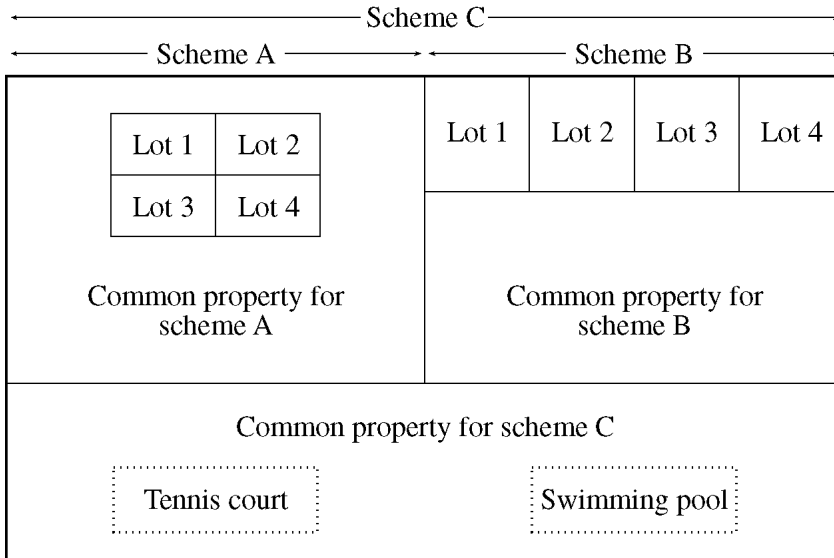 Scheme C
Scheme A
Scheme B
Lot 1
Lot 2
Lot 3
Lot 4
Lot 1
Lot 2
Lot 3
Lot 4
Common property for
scheme A
Common property for
scheme B
Common property for scheme C
Tennis court
Swimming pool